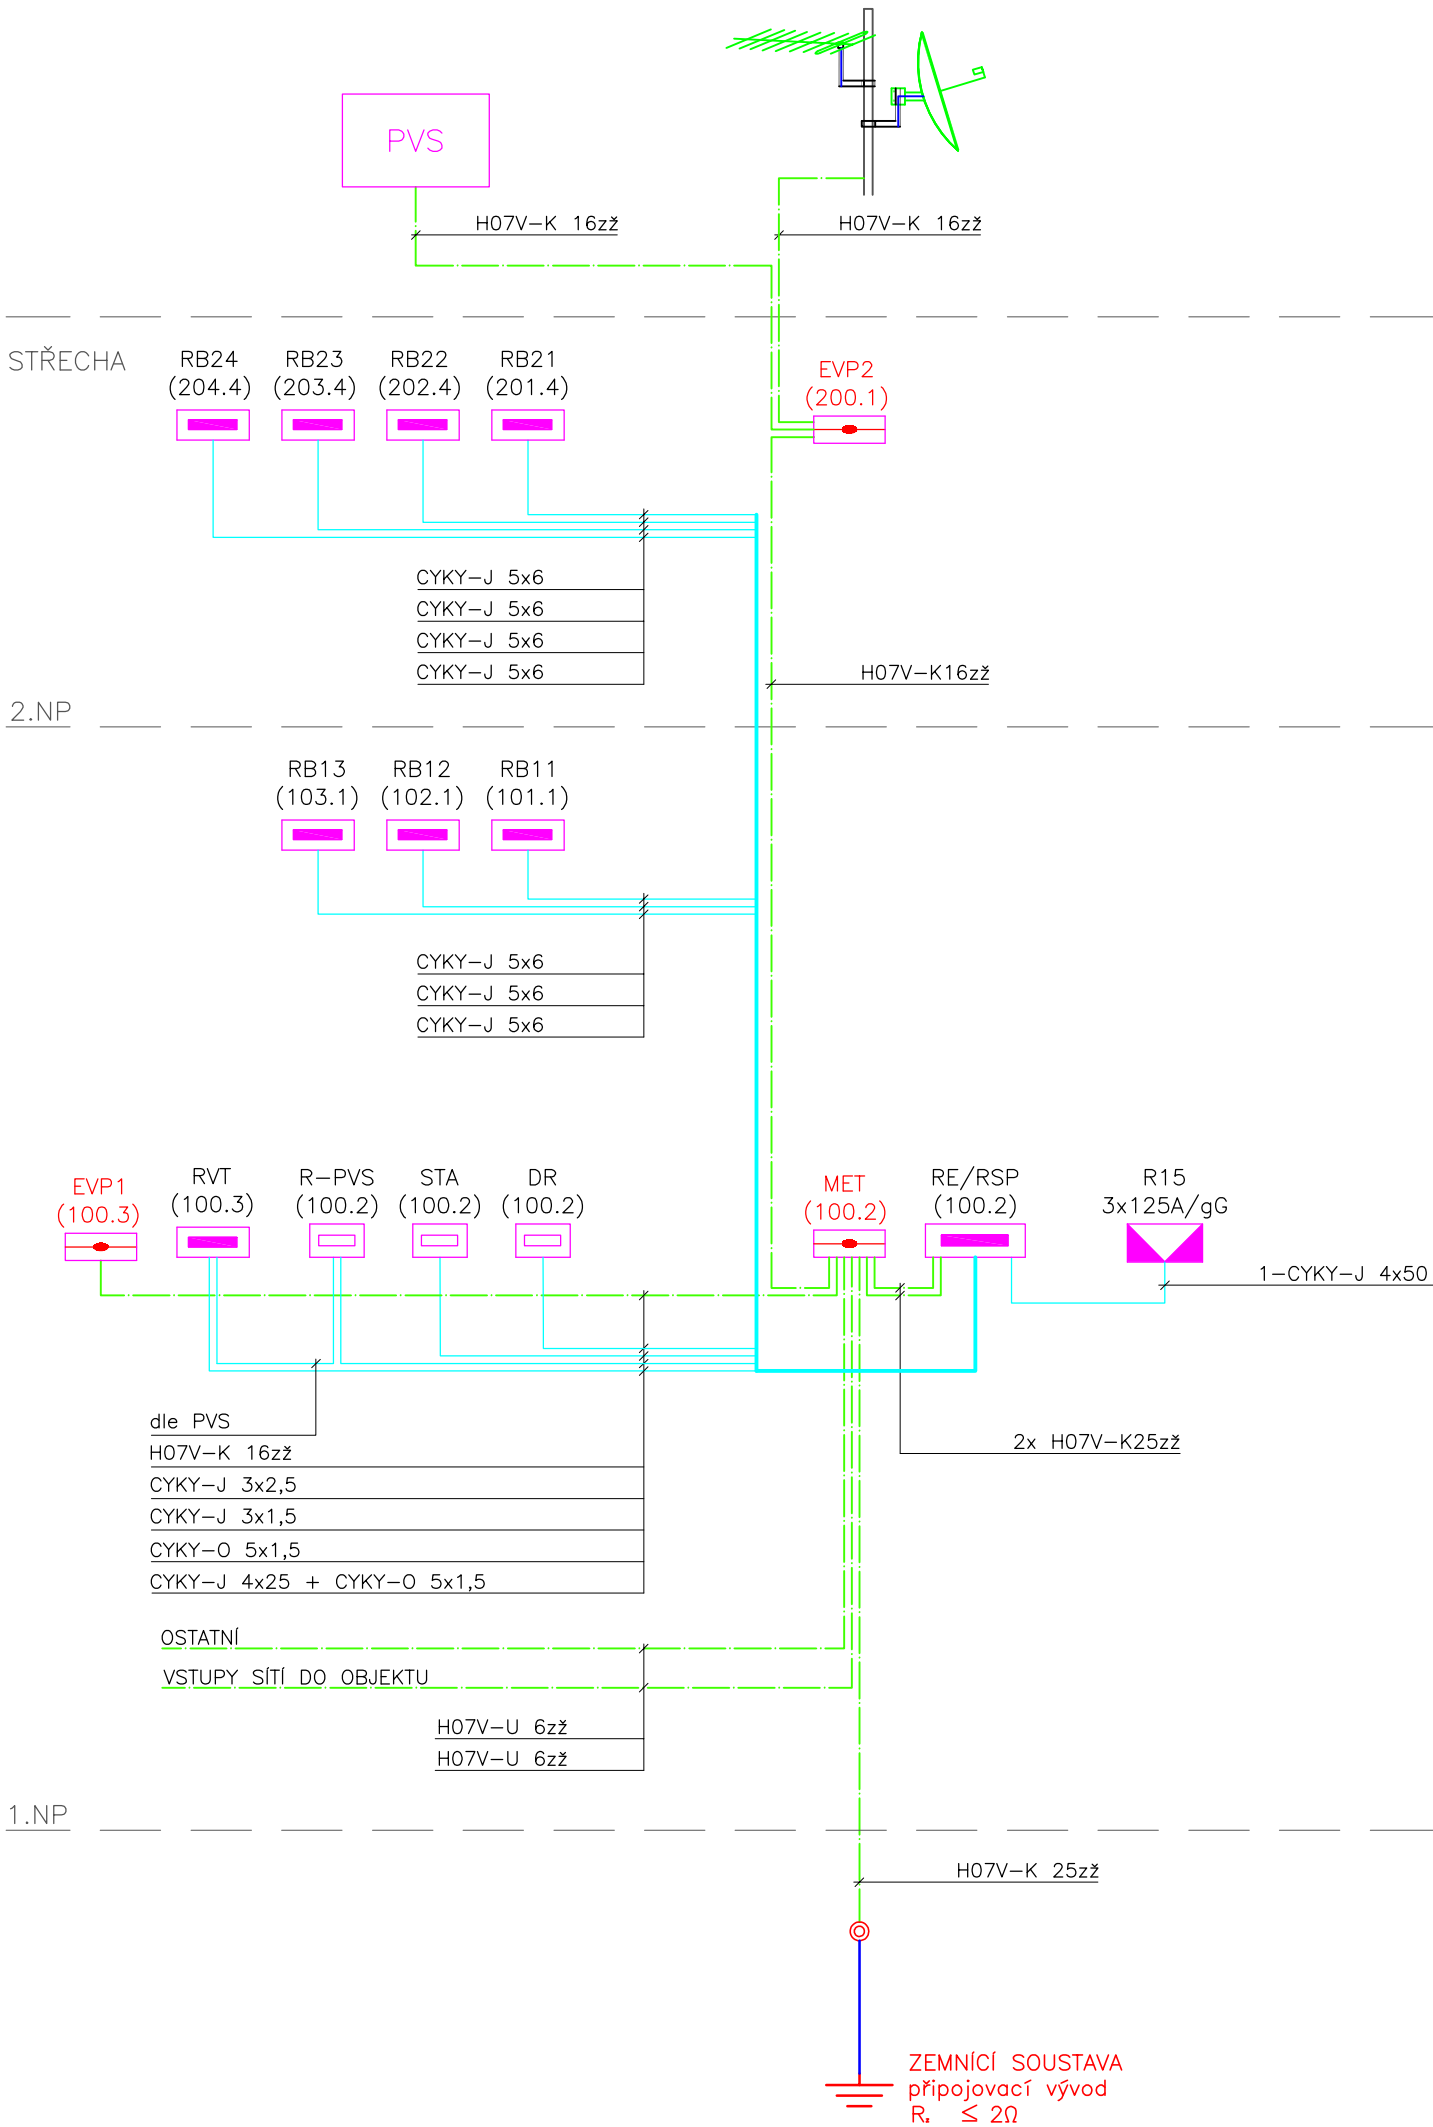 PVS
H07V-K 16zž
H07V-K 16zž
STŘECHA
RB24
(204.4)
RB23
(203.4)
RB22
(202.4)
RB21
(201.4)
EVP2
(200.1)
CYKY-J 5x6
CYKY-J 5x6
CYKY-J 5x6
CYKY-J 5x6
H07V-K16zž
2.NP
RB13
(103.1)
RB12
(102.1)
RB11
(101.1)
CYKY-J 5x6
CYKY-J 5x6
CYKY-J 5x6
EVP1
(100.3)
RVT
(100.3)
R-PVS
(100.2)
STA
(100.2)
DR
(100.2)
MET
(100.2)
RE/RSP
(100.2)
R15
3x125A/gG
1-CYKY-J 4x50
dle PVS
H07V-K 16zž
CYKY-J 3x2,5
CYKY-J 3x1,5
CYKY-O 5x1,5
CYKY-J 4x25 + CYKY-O 5x1,5
2x H07V-K25zž
OSTATNÍ
VSTUPY SÍTÍ DO OBJEKTU
H07V-U 6zž
H07V-U 6zž
1.NP
H07V-K 25zž
ZEMNÍCÍ SOUSTAVA
připojovací vývod
Rz ≤ 2Ω